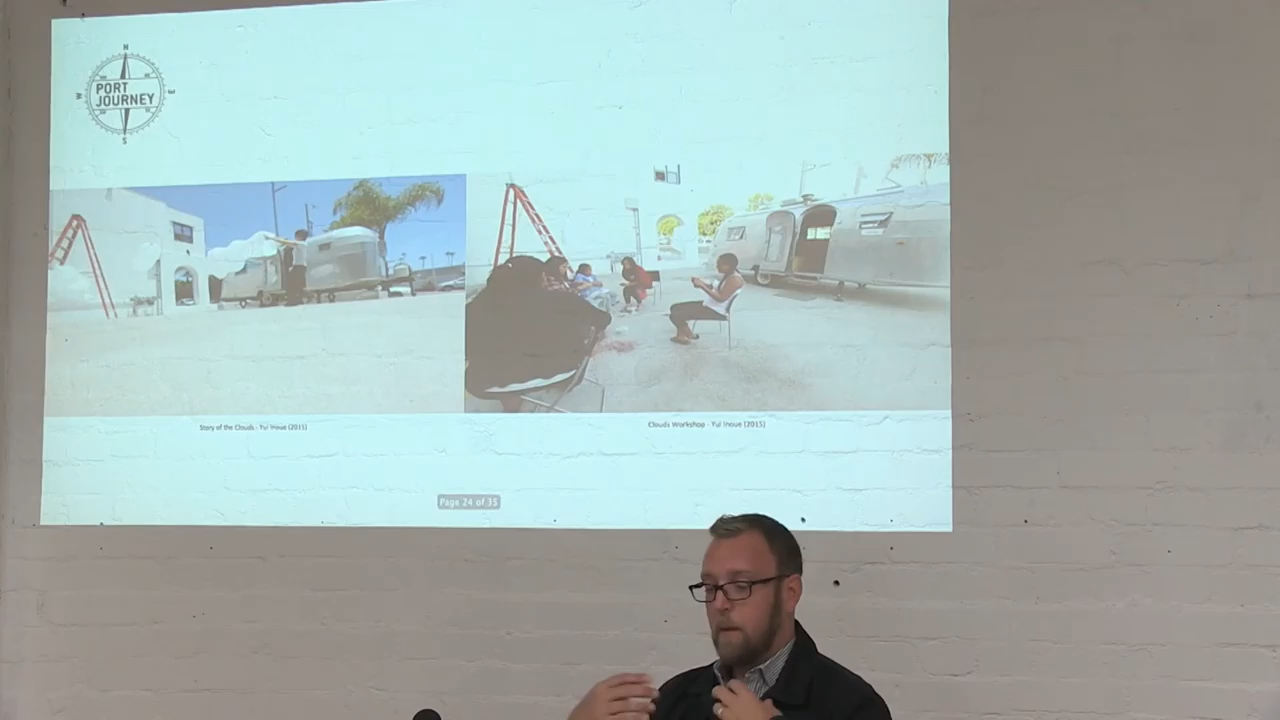 N
PORT
JOURNEY
W
E
S
Story of the Clouds - Yui Inoue (2015)
Clouds Workshop - Yui Inoue (2015)
Page 24 of 35